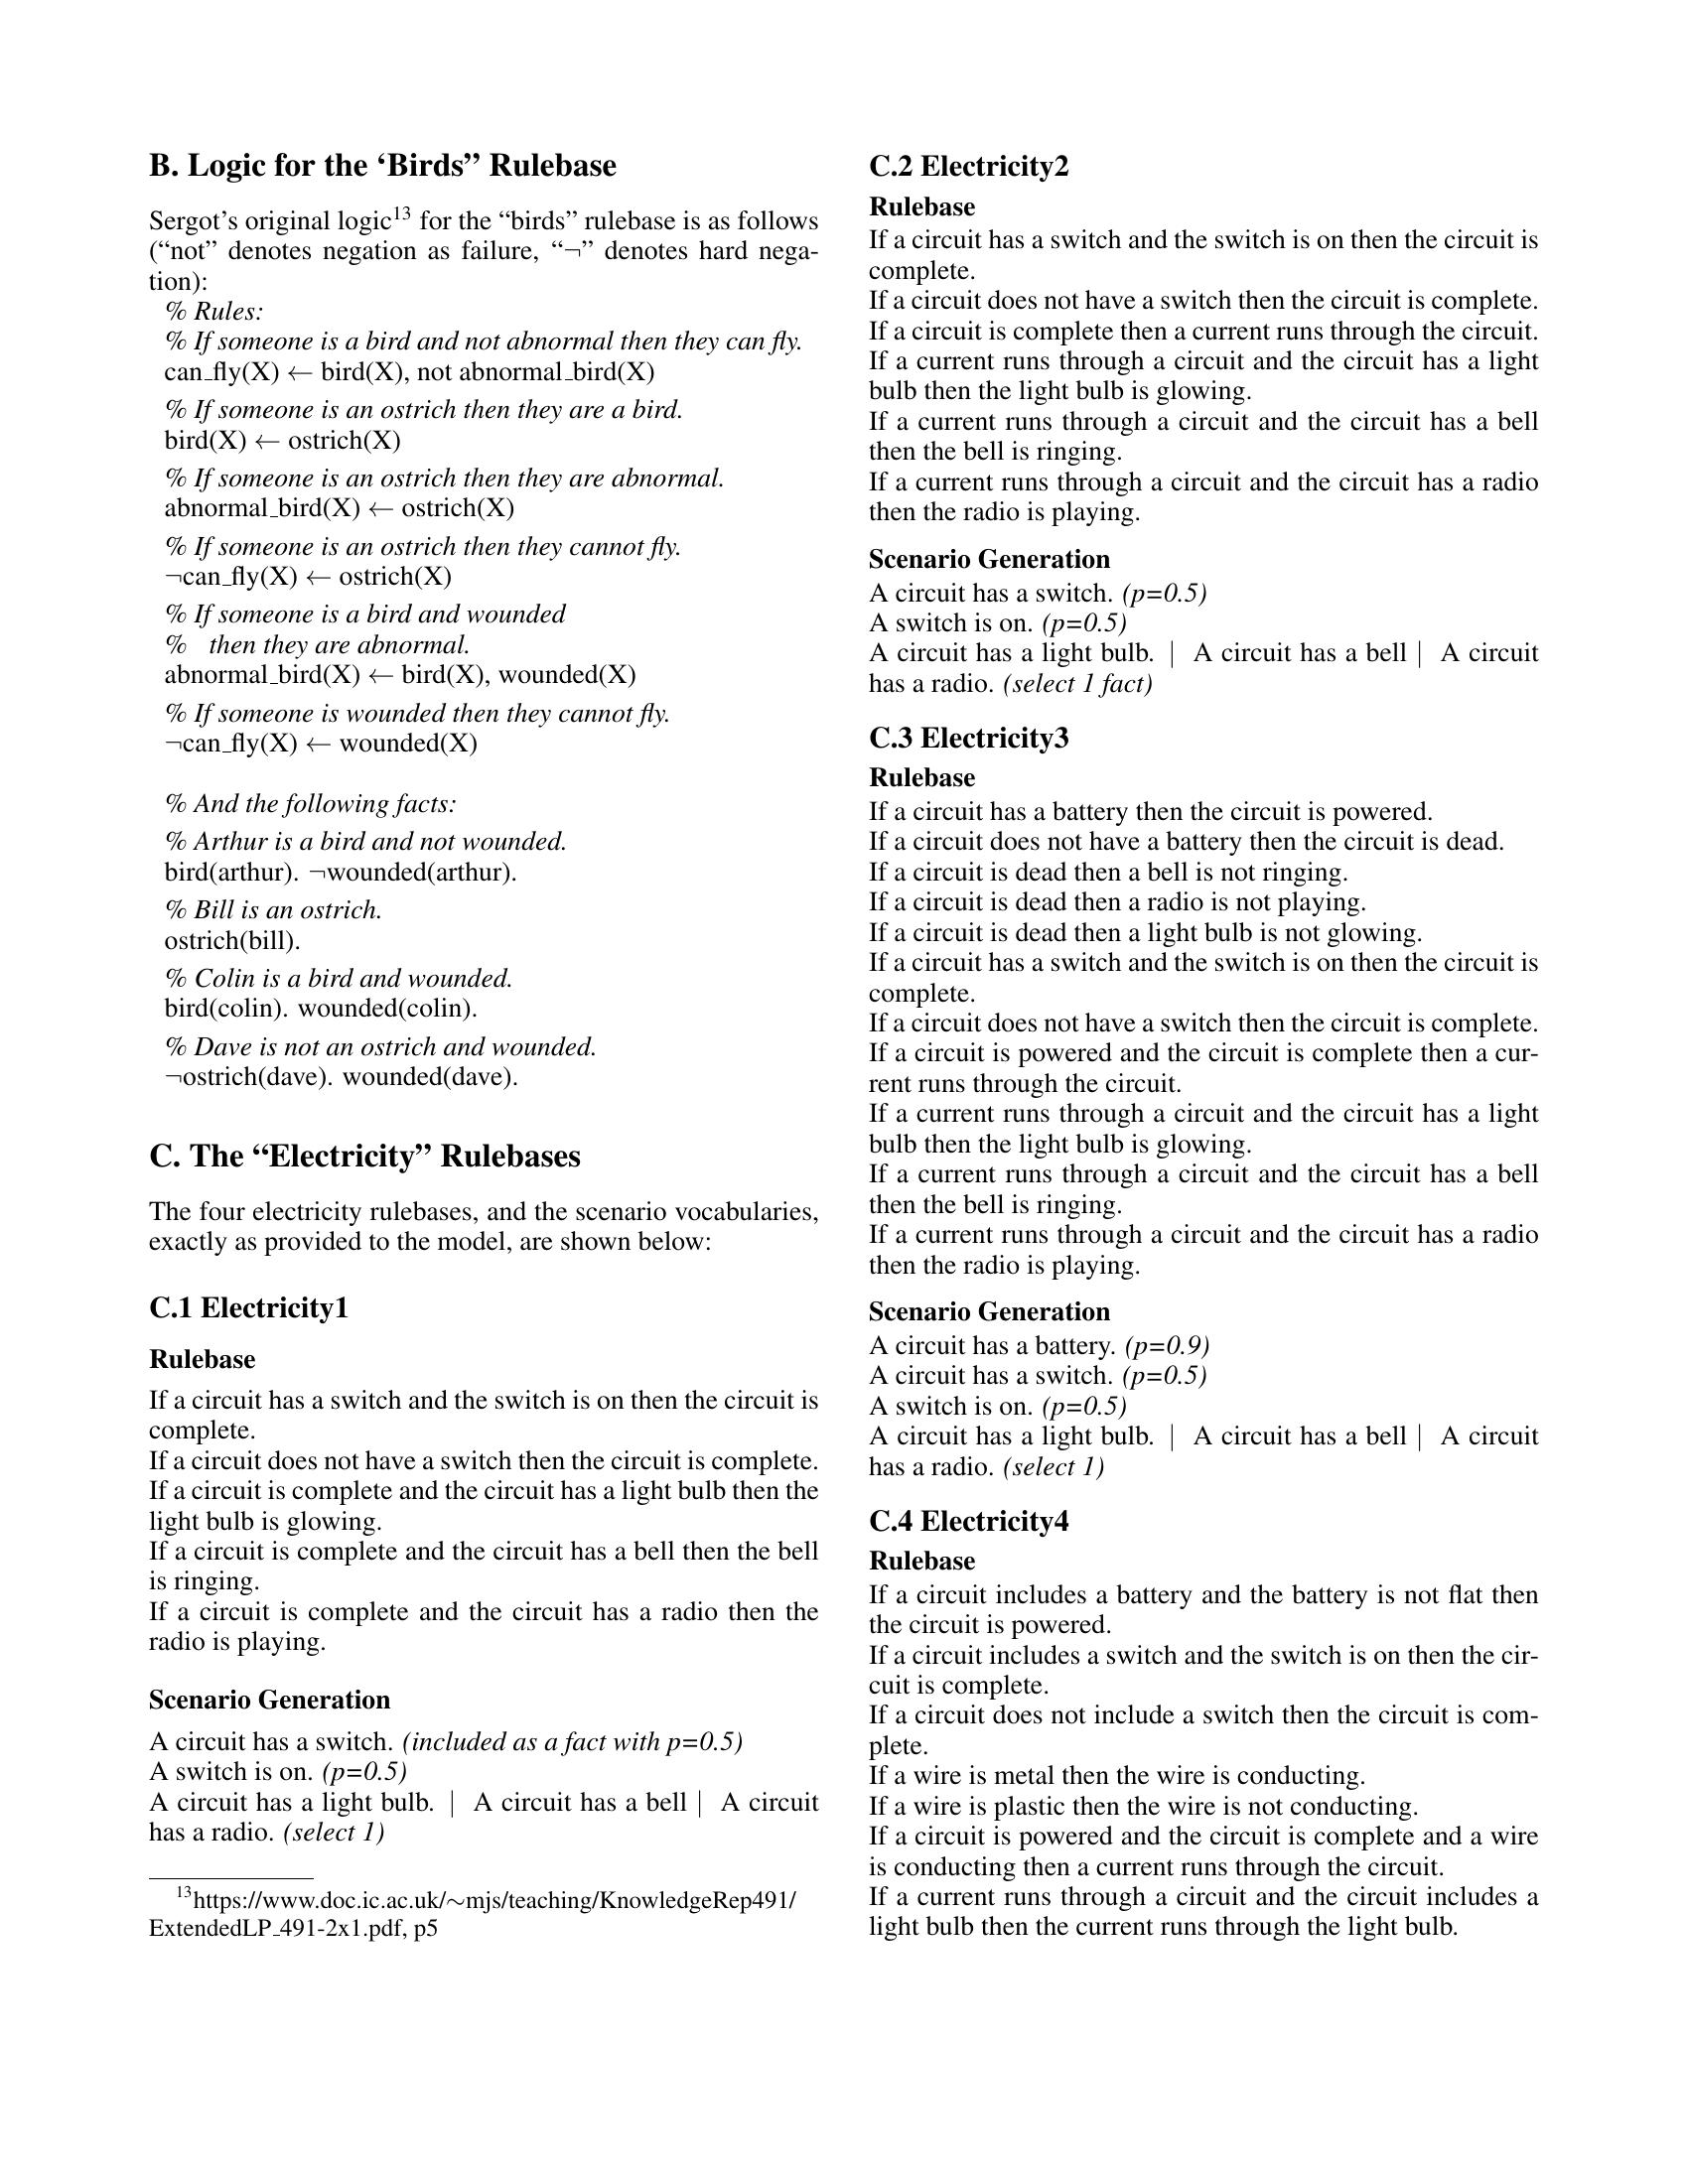 B. Logic for the ‘Birds” Rulebase
Sergot’s original logic13 for the “birds” rulebase is as follows
(“not” denotes negation as failure, “¬” denotes hard nega-
tion):
% Rules:
% If someone is a bird and not abnormal then they can fly.
can_fly(X) ← bird(X), not abnormal_bird(X)
% If someone is an ostrich then they are a bird.
bird(X) ← ostrich(X)
% If someone is an ostrich then they are abnormal.
abnormal_bird(X) ← ostrich(X)
% If someone is an ostrich then they cannot fly.
¬can_fly(X) ← ostrich(X)
% If someone is a bird and wounded
% then they are abnormal.
abnormal_bird(X) ← bird(X), wounded(X)
% If someone is wounded then they cannot fly.
¬can_fly(X) ← wounded(X)
% And the following facts:
% Arthur is a bird and not wounded.
bird(arthur). ¬wounded(arthur).
% Bill is an ostrich.
ostrich(bill).
% Colin is a bird and wounded.
bird(colin). wounded(colin).
% Dave is not an ostrich and wounded.
¬ostrich(dave). wounded(dave).
C. The “Electricity” Rulebases
The four electricity rulebases, and the scenario vocabularies,
exactly as provided to the model, are shown below:
C.1 Electricity1
Rulebase
If a circuit has a switch and the switch is on then the circuit is
complete.
If a circuit does not have a switch then the circuit is complete.
If a circuit is complete and the circuit has a light bulb then the
light bulb is glowing.
If a circuit is complete and the circuit has a bell then the bell
is ringing.
If a circuit is complete and the circuit has a radio then the
radio is playing.
Scenario Generation
A circuit has a switch. (included as a fact with p=0.5)
A switch is on. (p=0.5)
A circuit has a light bulb. | A circuit has a bell | A circuit
has a radio. (select 1)
13https://www.doc.ic.ac.uk/∼mjs/teaching/KnowledgeRep491/
ExtendedLP_491-2x1.pdf, p5
C.2 Electricity2
Rulebase
If a circuit has a switch and the switch is on then the circuit is
complete.
If a circuit does not have a switch then the circuit is complete.
If a circuit is complete then a current runs through the circuit.
If a current runs through a circuit and the circuit has a light
bulb then the light bulb is glowing.
If a current runs through a circuit and the circuit has a bell
then the bell is ringing.
If a current runs through a circuit and the circuit has a radio
then the radio is playing.
Scenario Generation
A circuit has a switch. (p=0.5)
A switch is on. (p=0.5)
A circuit has a light bulb. | A circuit has a bell | A circuit
has a radio. (select 1 fact)
C.3 Electricity3
Rulebase
If a circuit has a battery then the circuit is powered.
If a circuit does not have a battery then the circuit is dead.
If a circuit is dead then a bell is not ringing.
If a circuit is dead then a radio is not playing.
If a circuit is dead then a light bulb is not glowing.
If a circuit has a switch and the switch is on then the circuit is
complete.
If a circuit does not have a switch then the circuit is complete.
If a circuit is powered and the circuit is complete then a cur-
rent runs through the circuit.
If a current runs through a circuit and the circuit has a light
bulb then the light bulb is glowing.
If a current runs through a circuit and the circuit has a bell
then the bell is ringing.
If a current runs through a circuit and the circuit has a radio
then the radio is playing.
Scenario Generation
A circuit has a battery. (p=0.9)
A circuit has a switch. (p=0.5)
A switch is on. (p=0.5)
A circuit has a light bulb. | A circuit has a bell | A circuit
has a radio. (select 1)
C.4 Electricity4
Rulebase
If a circuit includes a battery and the battery is not flat then
the circuit is powered.
If a circuit includes a switch and the switch is on then the cir-
cuit is complete.
If a circuit does not include a switch then the circuit is com-
plete.
If a wire is metal then the wire is conducting.
If a wire is plastic then the wire is not conducting.
If a circuit is powered and the circuit is complete and a wire
is conducting then a current runs through the circuit.
If a current runs through a circuit and the circuit includes a
light bulb then the current runs through the light bulb.